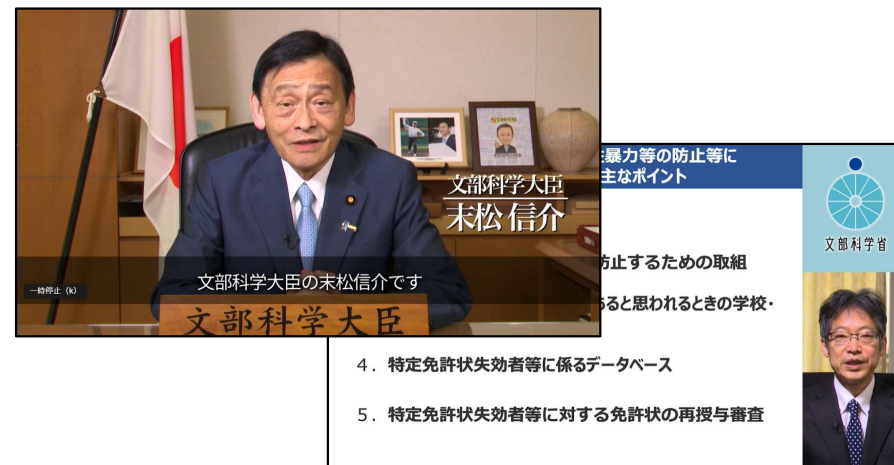 文部科学大臣
末松 信介
文部科学大臣の末松信介です
一時停止（k）
文部科学大臣
暴力等の防止等に
主なポイント
防止するための取組
あると思われるときの学校・
4．特定免許状失効者等に係るデータベース
5．特定免許状失効者等に対する免許状の再授与審査
文部科学省